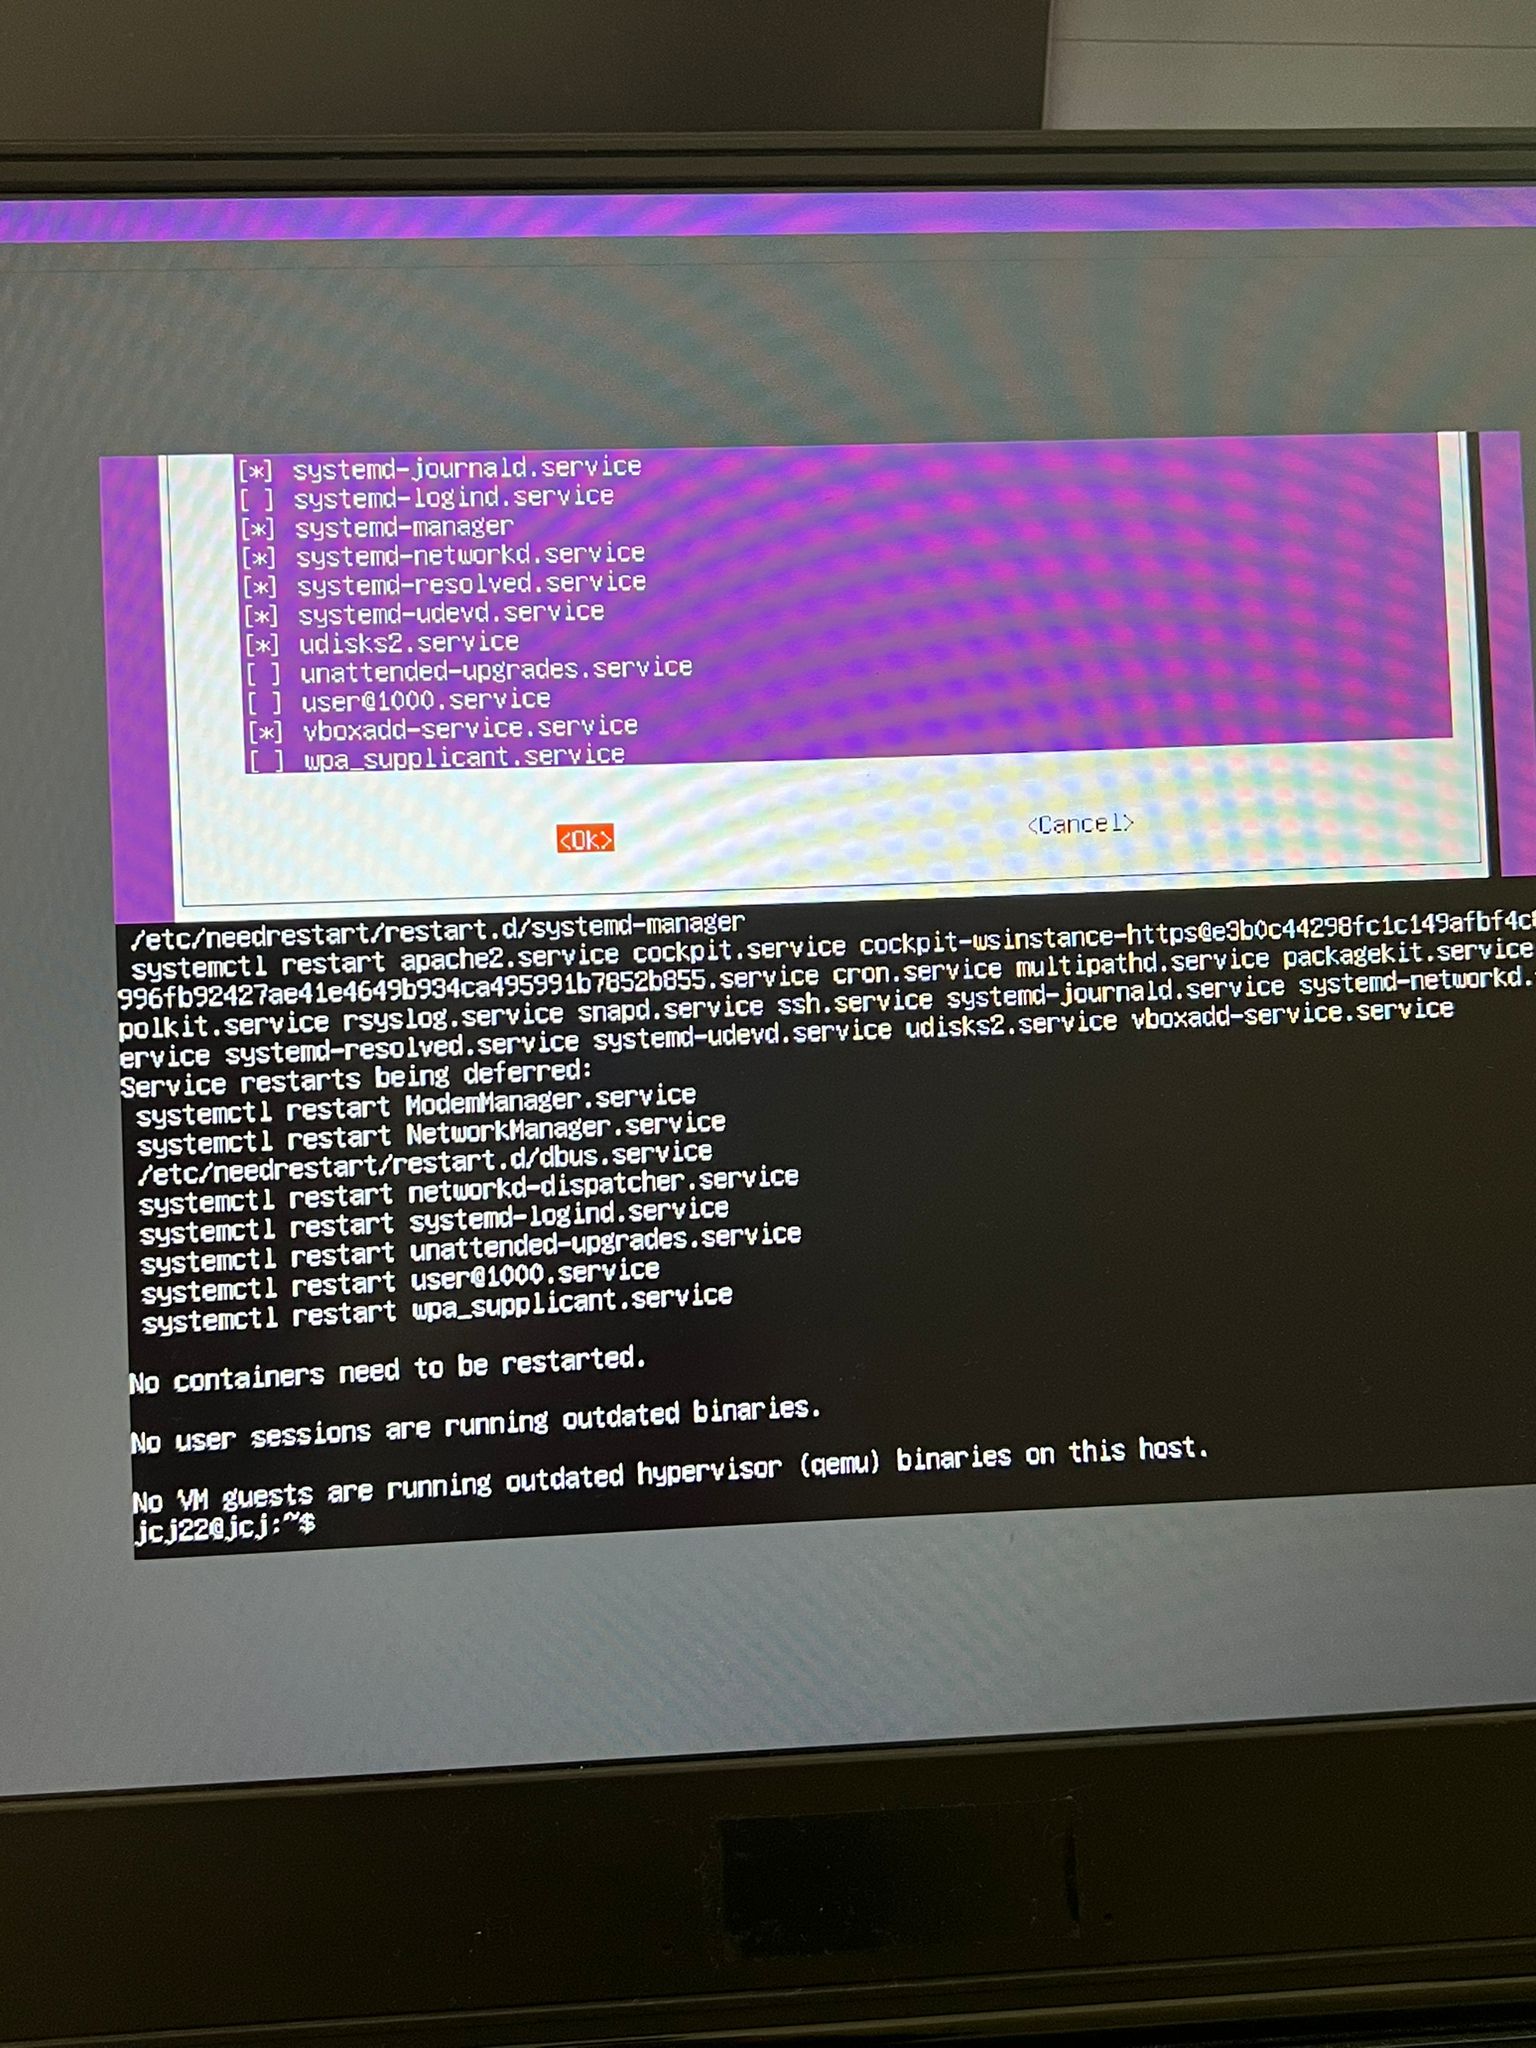 [*] systemd-journald.service
[ ] systemd-logind.service
[*] systemd-manager
[*] systemd-networkd.service
[*] systemd-resolved.service
[*] systemd-udevd.service
[*] udisks2.service
[ ] unattended-upgrades.service
[ ] user@1000.service
[*] vboxadd-service.service
[ ] wpa_supplicant.service
<Ok> <Cancel>
/etc/needrestart/restart.d/systemd-manager
systemctl restart apache2.service cockpit.service cockpit-wsinstance-https@e3b0c44298fc1c149afbf4c8
996fb92427ae41e4649b934ca495991b7852b855.service cron.service multipathd.service packagekit.service
polkit.service rsyslog.service snapd.service ssh.service systemd-journald.service systemd-networkd.
ervice systemd-resolved.service systemd-udevd.service udisks2.service vboxadd-service.service
Service restarts being deferred:
systemctl restart ModemManager.service
systemctl restart NetworkManager.service
/etc/needrestart/restart.d/dbus.service
systemctl restart networkd-dispatcher.service
systemctl restart systemd-logind.service
systemctl restart unattended-upgrades.service
systemctl restart user@1000.service
systemctl restart wpa_supplicant.service
No containers need to be restarted.
No user sessions are running outdated binaries.
No VM guests are running outdated hypervisor (qemu) binaries on this host.
jcj22@jcj:~$